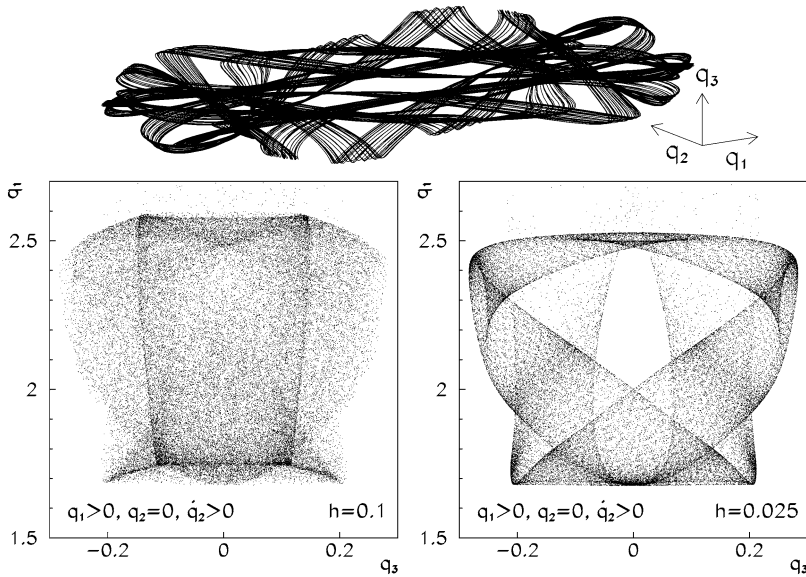 q₃
q₂
q₁
q̄
2.5
2
1.5
q₁>0, q₂=0, q̇₂>0
h=0.1
−0.2
0
0.2
q₃
q̄
2.5
2
1.5
q₁>0, q₂=0, q̇₂>0
h=0.025
−0.2
0
0.2
q₃